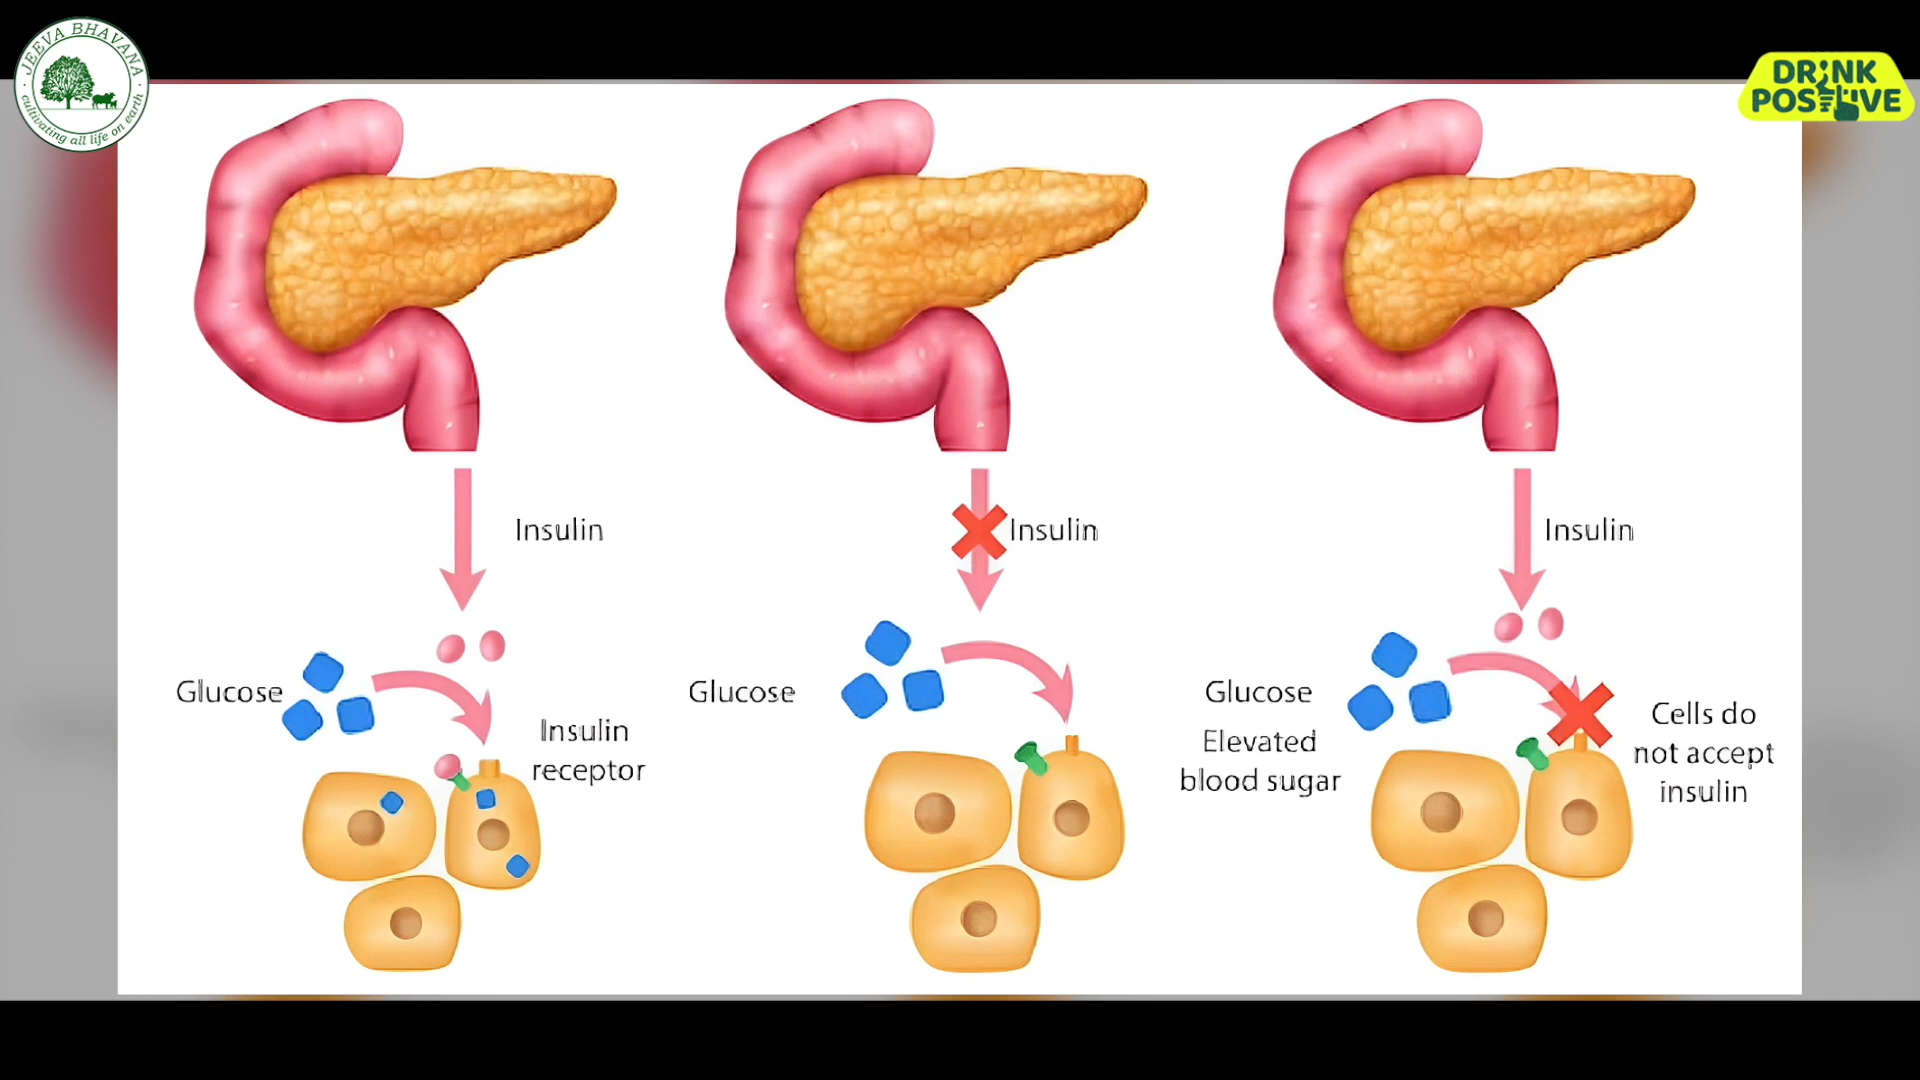 JEEVA BHAVANA
cultivating all life on earth
DRINK
POSITIVE
Insulin
Glucose
Insulin
receptor
Insulin
Glucose
Insulin
Glucose
Elevated
blood sugar
Cells do
not accept
insulin